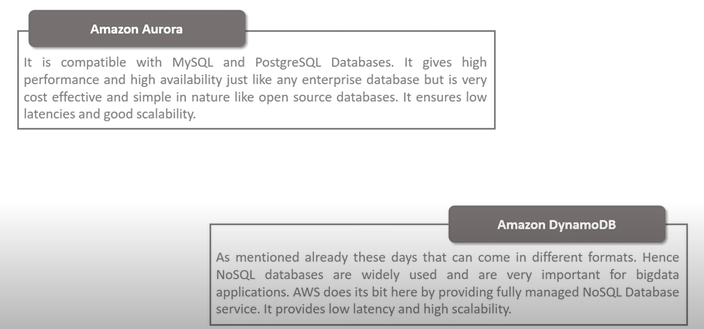 Amazon Aurora
It is compatible with MySQL and PostgreSQL Databases. It gives high
performance and high availability just like any enterprise database but is very
cost effective and simple in nature like open source databases. It ensures low
latencies and good scalability.
Amazon DynamoDB
As mentioned already these days that can come in different formats. Hence
NoSQL databases are widely used and are very important for bigdata
applications. AWS does its bit here by providing fully managed NoSQL Database
service. It provides low latency and high scalability.